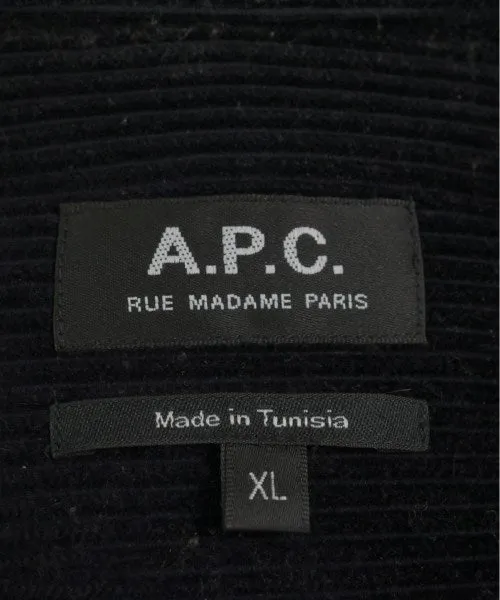 A.P.C.
RUE MADAME PARIS
Made in Tunisia
XL